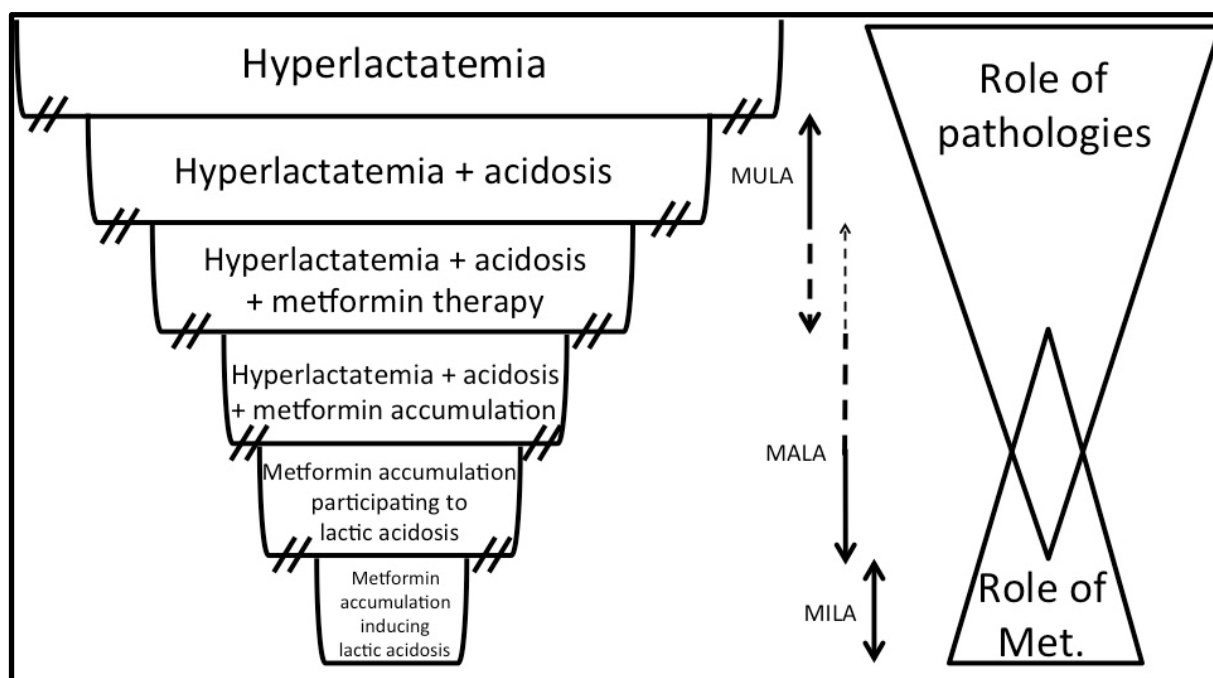 Hyperlactatemia
Hyperlactatemia + acidosis
Hyperlactatemia + acidosis
+ metformin therapy
Hyperlactatemia + acidosis
+ metformin accumulation
Metformin accumulation
participating to
lactic acidosis
Metformin
accumulation
inducing
lactic acidosis
MULA
MALA
MILA
Role of
pathologies
Role of
Met.